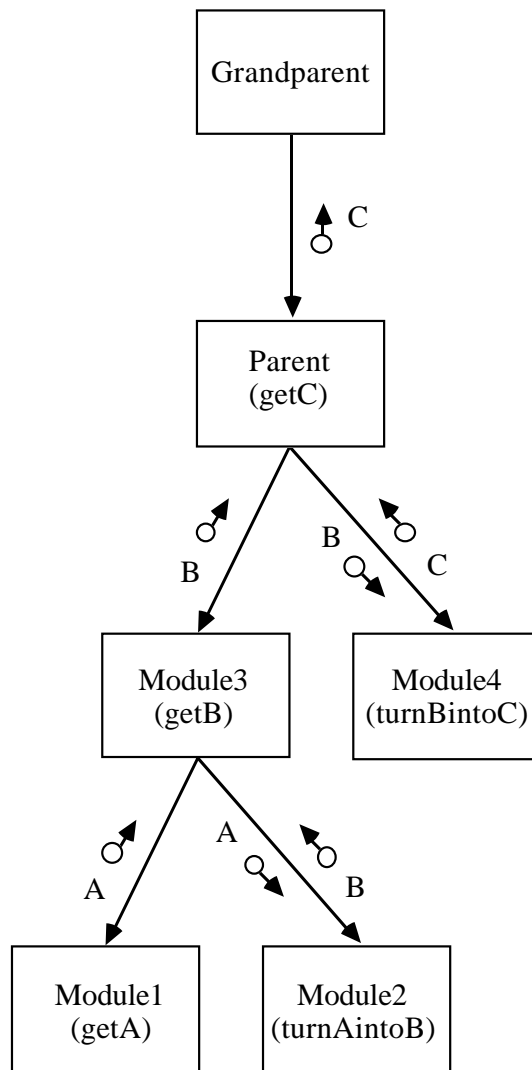 Grandparent
C
Parent
(getC)
B
B
C
Module3
(getB)
Module4
(turnBintoC)
A
A
B
Module1
(getA)
Module2
(turnAintoB)